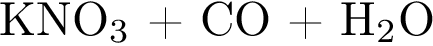 KNO₃ + CO + H₂O